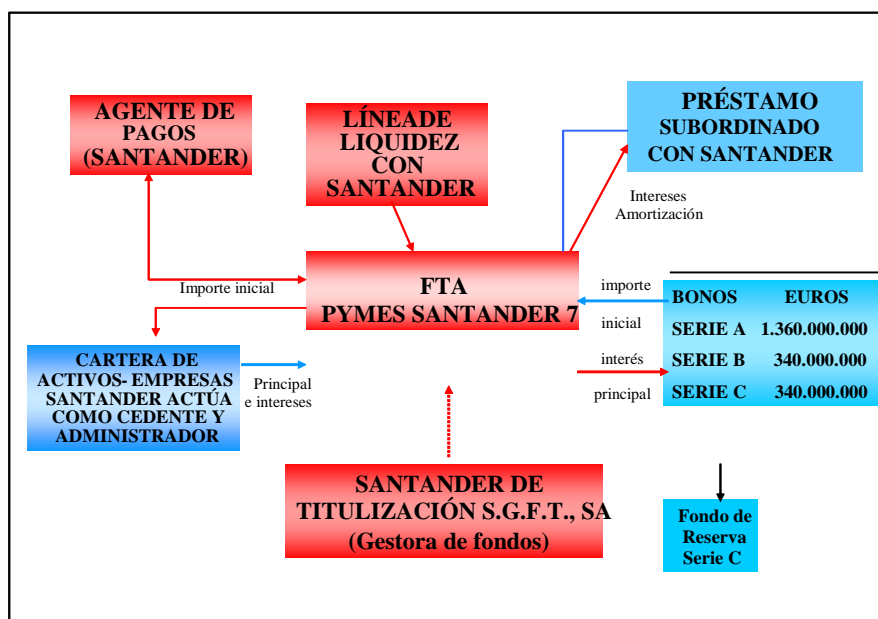 AGENTE DE
PAGOS
(SANTANDER)
LÍNEADE
LIQUIDEZ
CON
SANTANDER
PRÉSTAMO
SUBORDINADO
CON SANTANDER
Intereses
Amortización
Importe inicial
FTA
PYMES SANTANDER 7
importe
inicial
interés
principal
BONOS EUROS
SERIE A 1.360.000.000
SERIE B 340.000.000
SERIE C 340.000.000
CARTERA DE
ACTIVOS- EMPRESAS
SANTANDER ACTÚA
COMO CEDENTE Y
ADMINISTRADOR
Principal
e intereses
SANTANDER DE
TITULIZACIÓN S.G.F.T., SA
(Gestora de fondos)
Fondo de
Reserva
Serie C